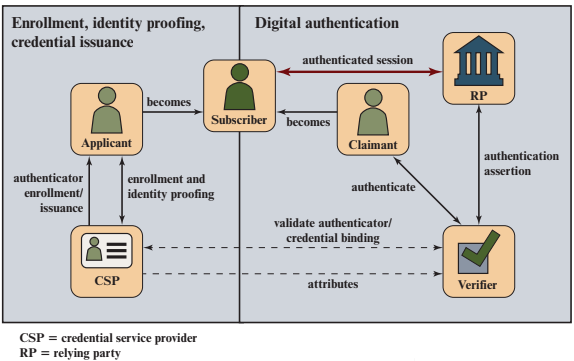 Enrollment, identity proofing,
credential issuance
Digital authentication
authenticated session
RP
becomes
Subscriber
becomes
Applicant
Claimant
authenticator
enrollment/
issuance
enrollment and
identity proofing
authenticate
authentication
assertion
validate authenticator/
credential binding
CSP
attributes
Verifier
CSP = credential service provider
RP = relying party